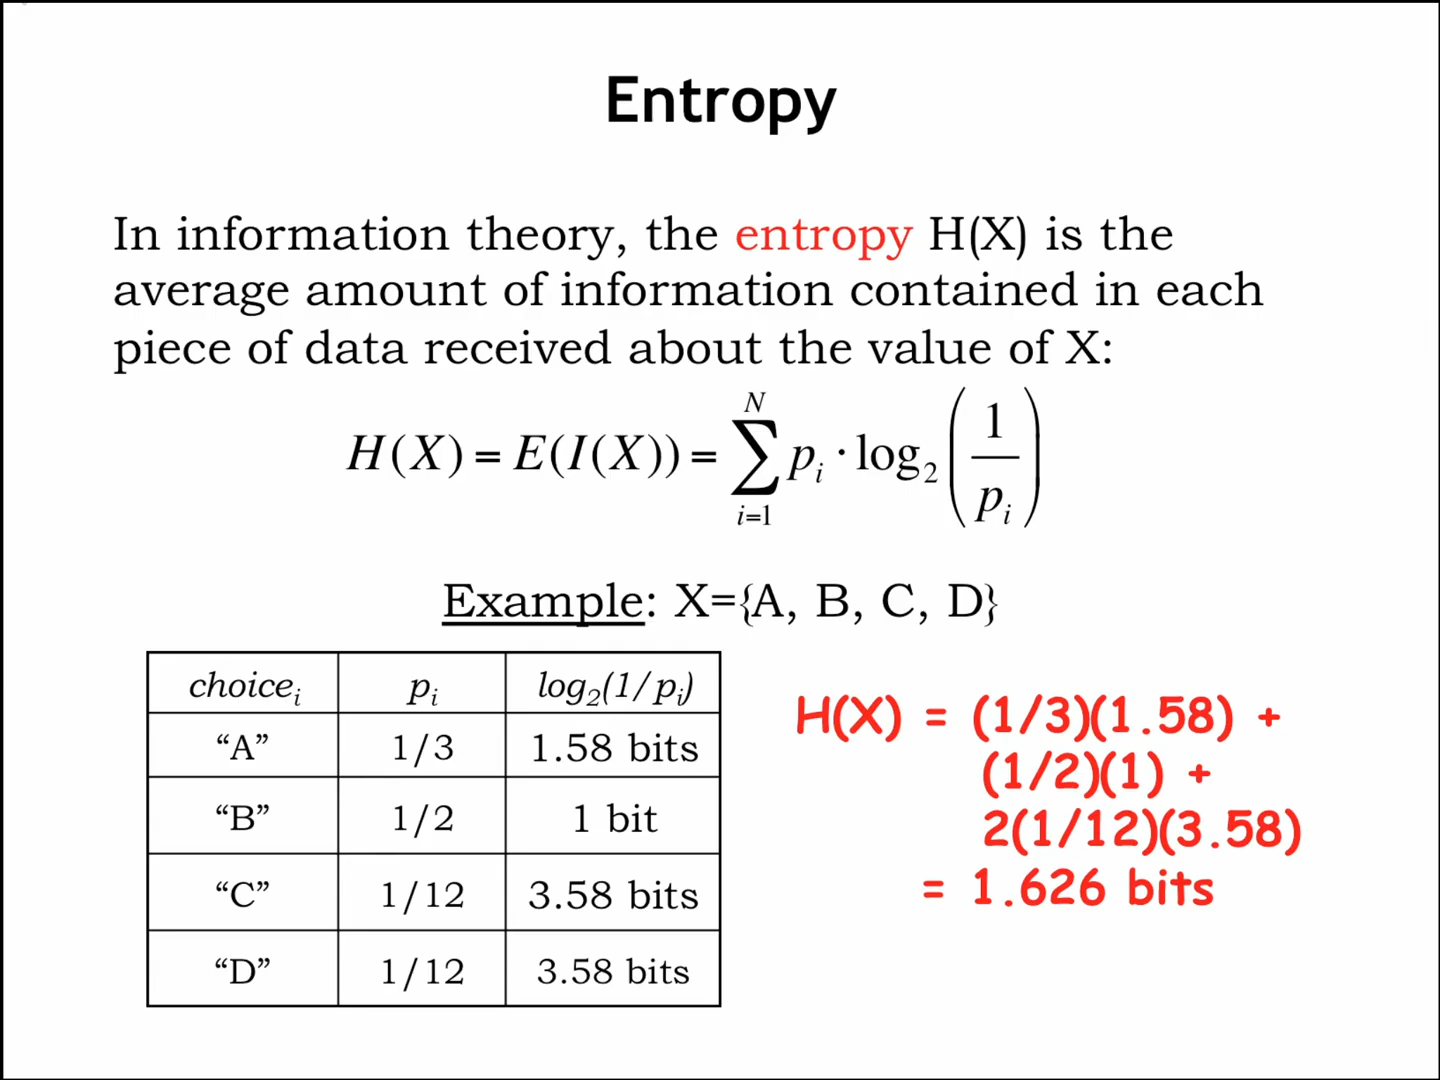 Entropy
In information theory, the entropy H(X) is the
average amount of information contained in each
piece of data received about the value of X:
H(X) = E(I(X)) = ∑_{i=1}^{N} p_i · log_2 (1/p_i)
Example: X={A, B, C, D}
choice_i p_i log_2(1/p_i)
“A” 1/3 1.58 bits
“B” 1/2 1 bit
“C” 1/12 3.58 bits
“D” 1/12 3.58 bits
H(X) = (1/3)(1.58) +
(1/2)(1) +
2(1/12)(3.58)
= 1.626 bits